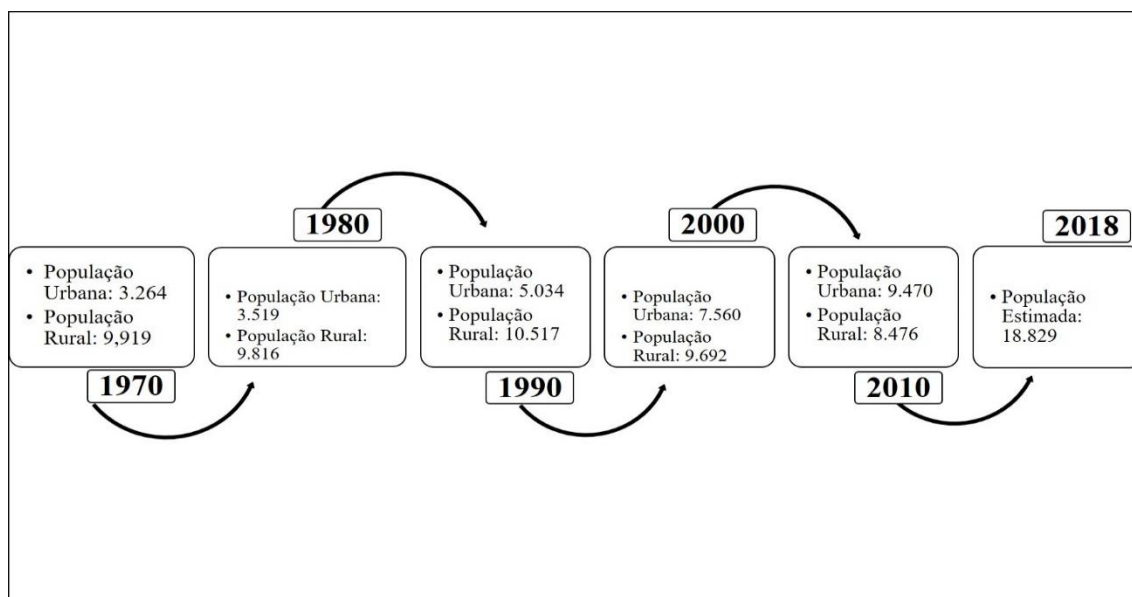 • População
Urbana: 3.264
• População
Rural: 9,919
1970
1980
• População Urbana:
3.519
• População Rural:
9.816
• População
Urbana: 5.034
• População
Rural: 10.517
1990
2000
• População
Urbana: 7.560
• População
Rural: 9.692
• População
Urbana: 9.470
• População
Rural: 8.476
2010
2018
• População
Estimada:
18.829